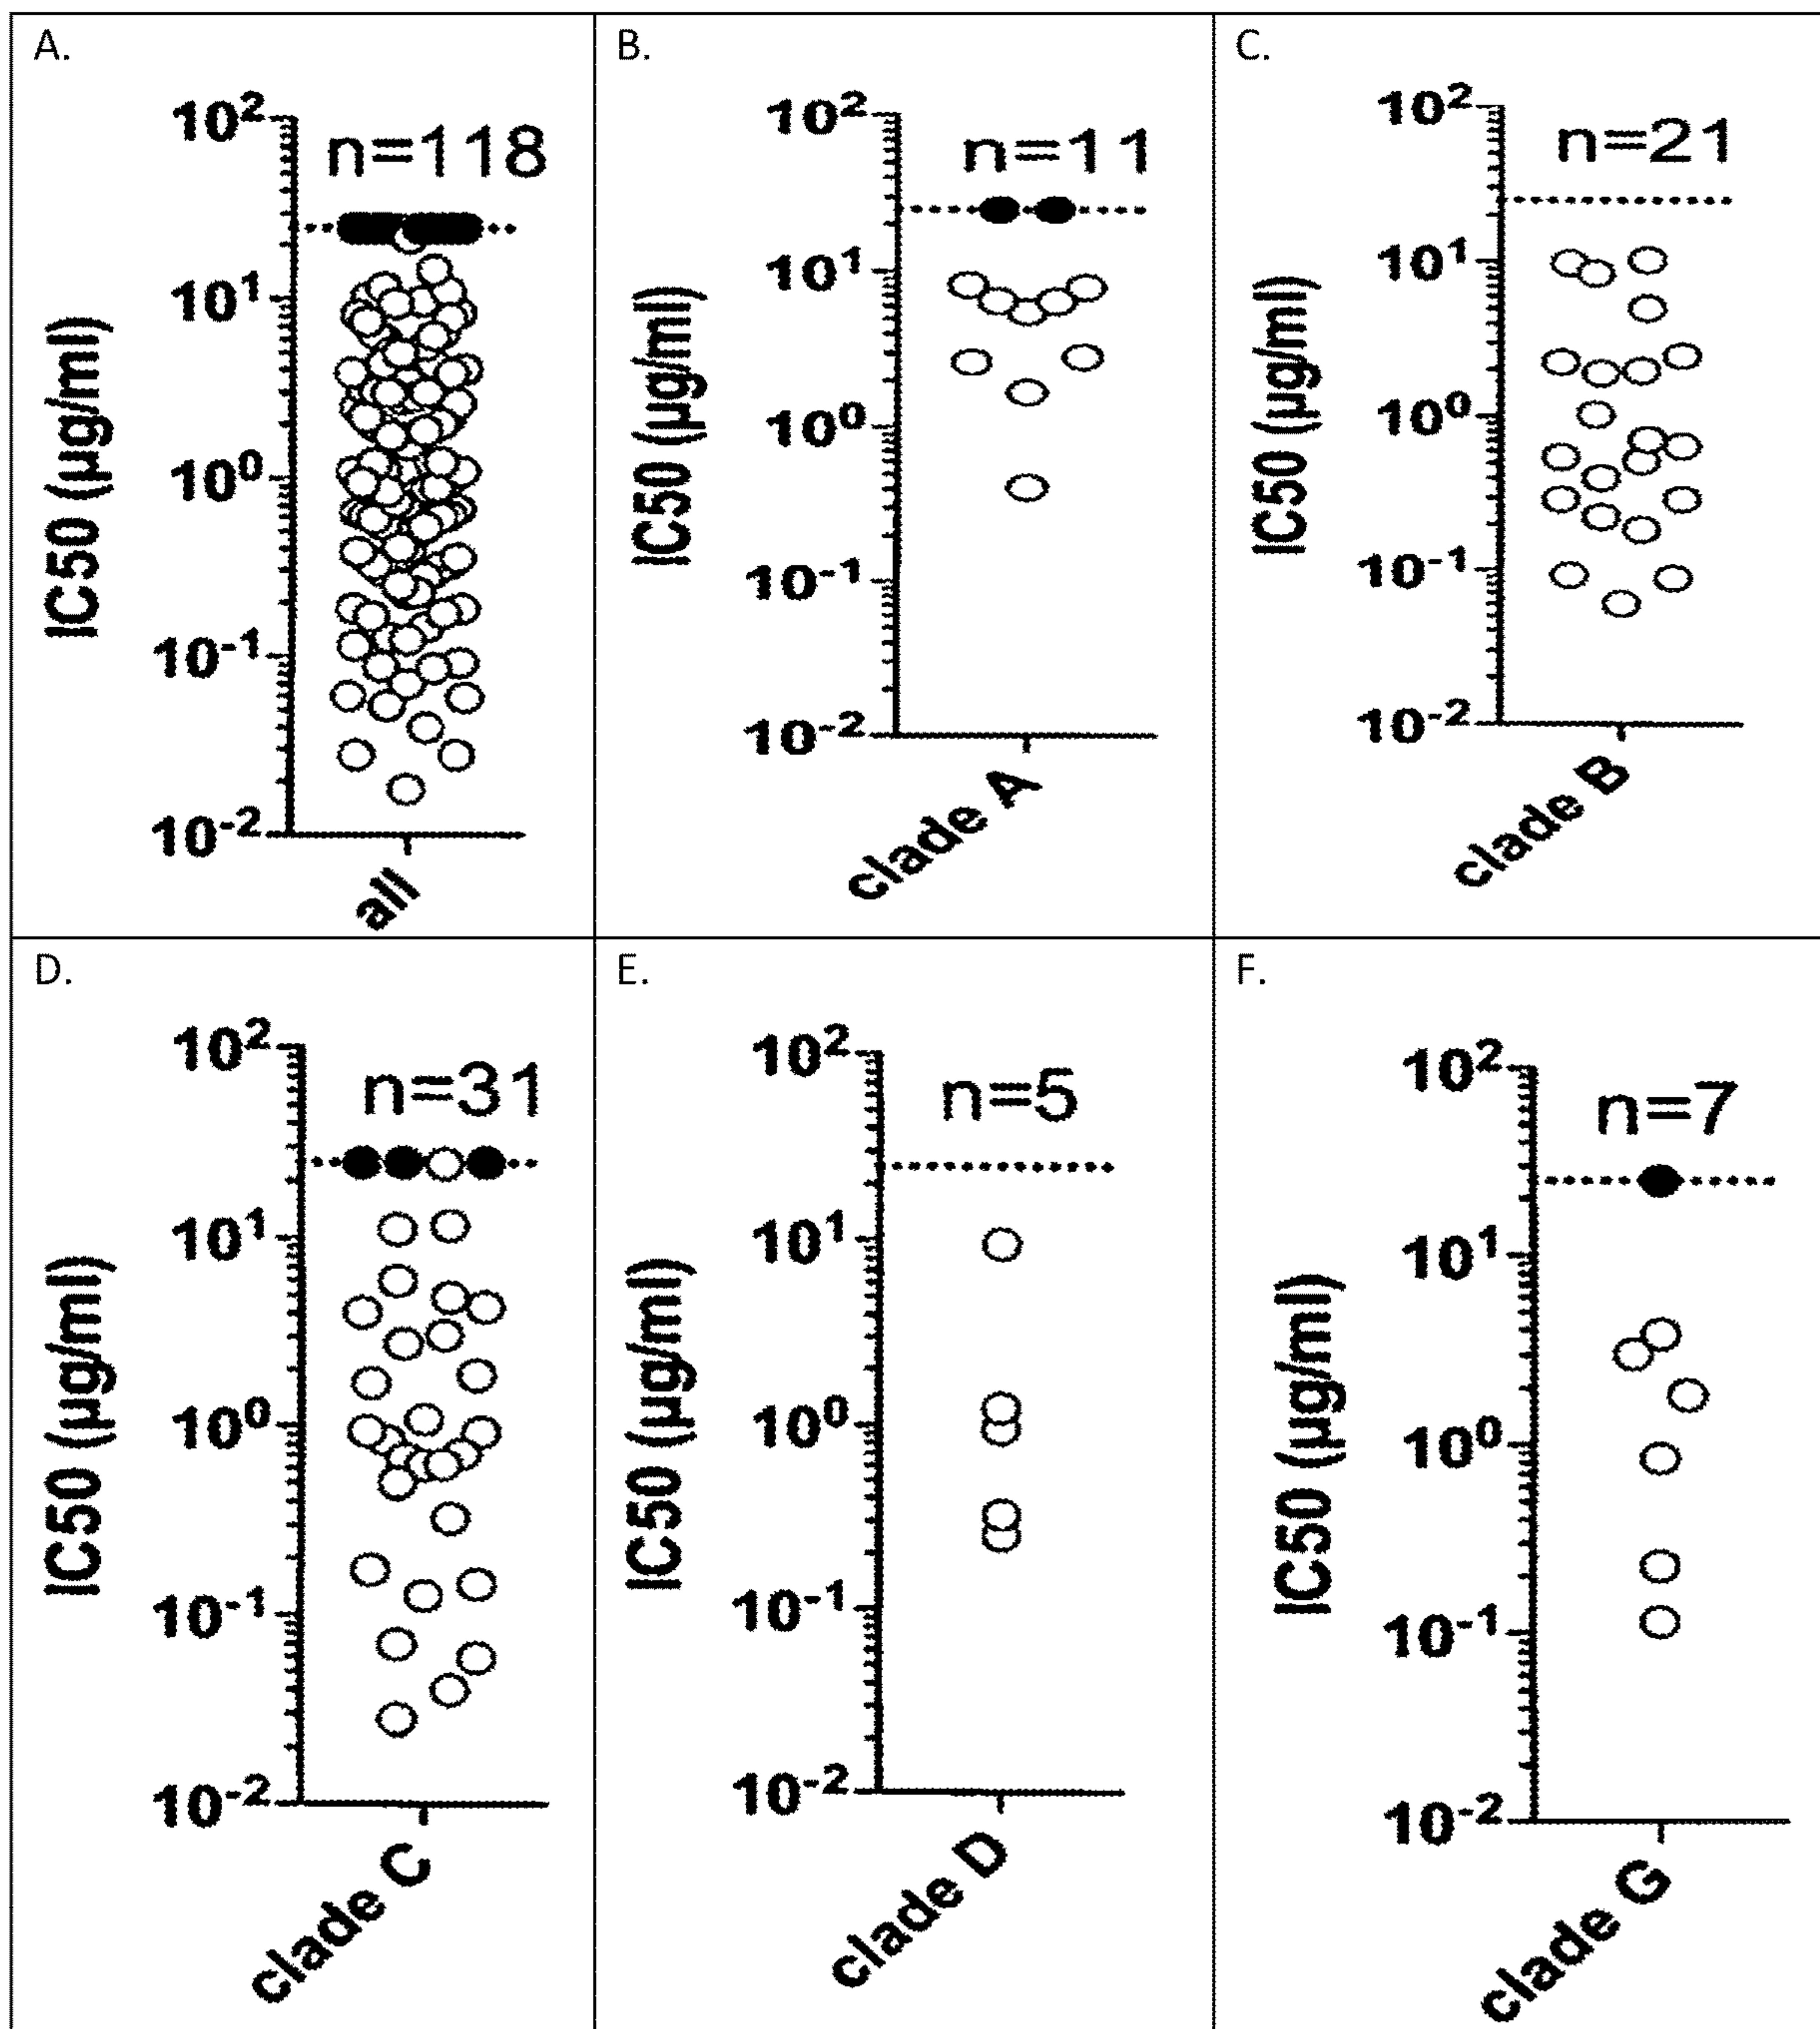 A.
10²
n=118
10¹
10⁰
10⁻¹
10⁻²
IC50 (µg/ml)
all
B.
10²
n=11
10¹
10⁰
10⁻¹
10⁻²
IC50 (µg/ml)
clade A
C.
10²
n=21
10¹
10⁰
10⁻¹
10⁻²
IC50 (µg/ml)
clade B
D.
10²
n=31
10¹
10⁰
10⁻¹
10⁻²
IC50 (µg/ml)
clade C
E.
10²
n=5
10¹
10⁰
10⁻¹
10⁻²
IC50 (µg/ml)
clade D
F.
10²
n=7
10¹
10⁰
10⁻¹
10⁻²
IC50 (µg/ml)
clade G